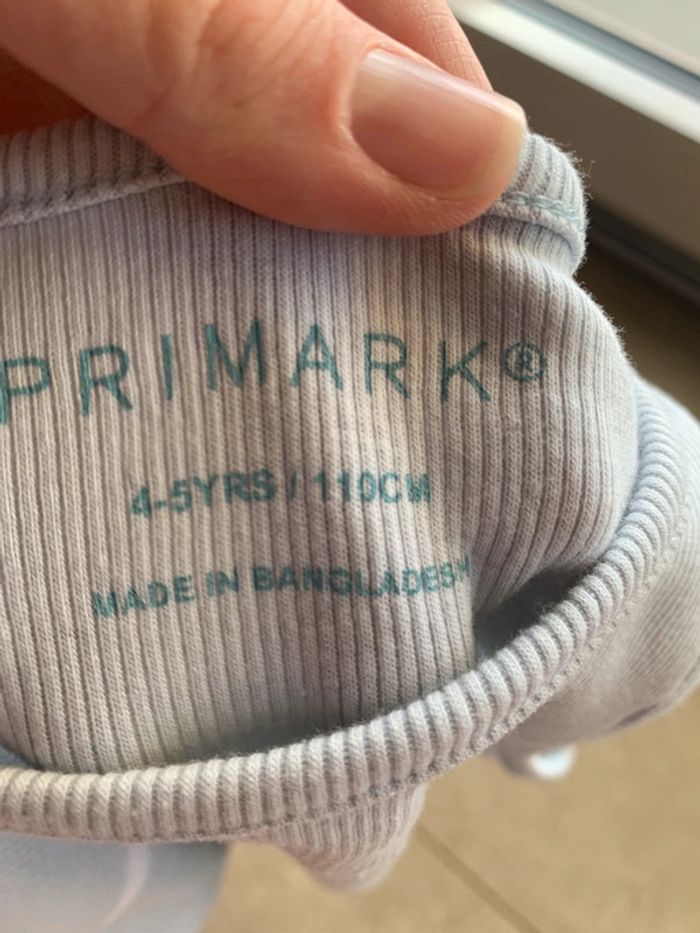 PRIMARK®
4-5YRS / 110CM
MADE IN BANGLADESH